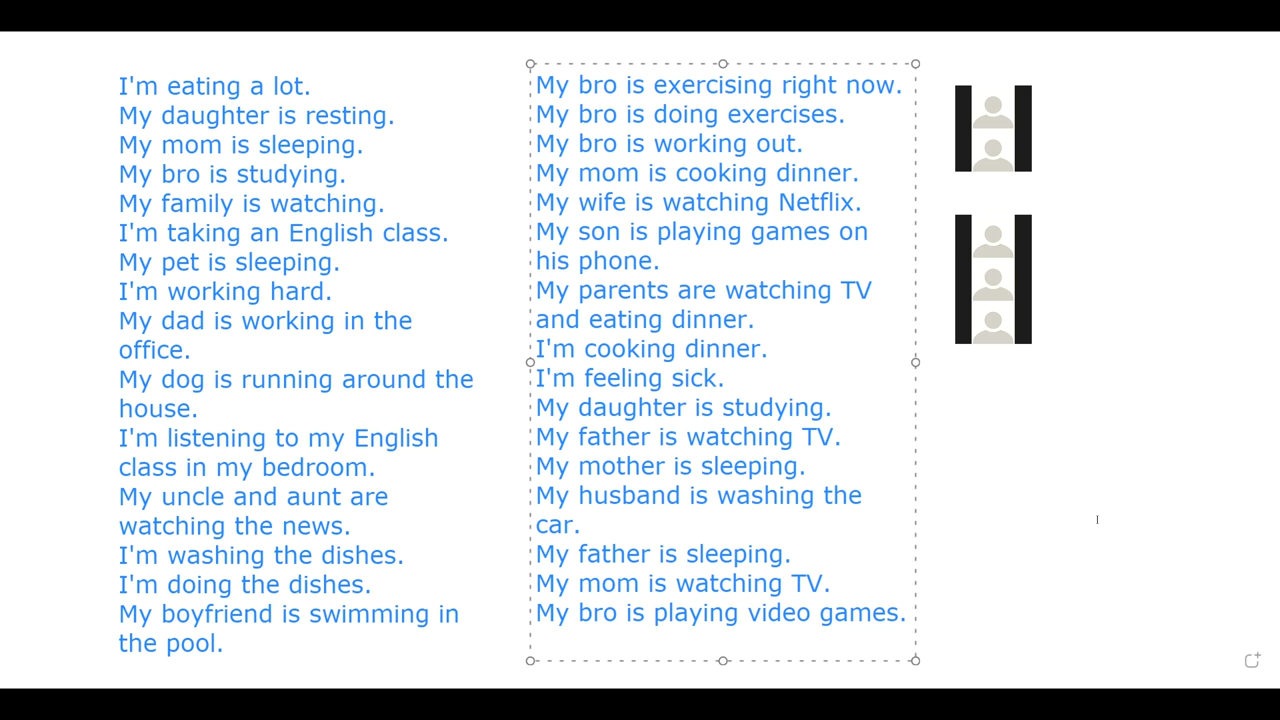 I'm eating a lot.
My daughter is resting.
My mom is sleeping.
My bro is studying.
My family is watching.
I'm taking an English class.
My pet is sleeping.
I'm working hard.
My dad is working in the
office.
My dog is running around the
house.
I'm listening to my English
class in my bedroom.
My uncle and aunt are
watching the news.
I'm washing the dishes.
I'm doing the dishes.
My boyfriend is swimming in
the pool.
My bro is exercising right now.
My bro is doing exercises.
My bro is working out.
My mom is cooking dinner.
My wife is watching Netflix.
My son is playing games on
his phone.
My parents are watching TV
and eating dinner.
I'm cooking dinner.
I'm feeling sick.
My daughter is studying.
My father is watching TV.
My mother is sleeping.
My husband is washing the
car.
My father is sleeping.
My mom is watching TV.
My bro is playing video games.